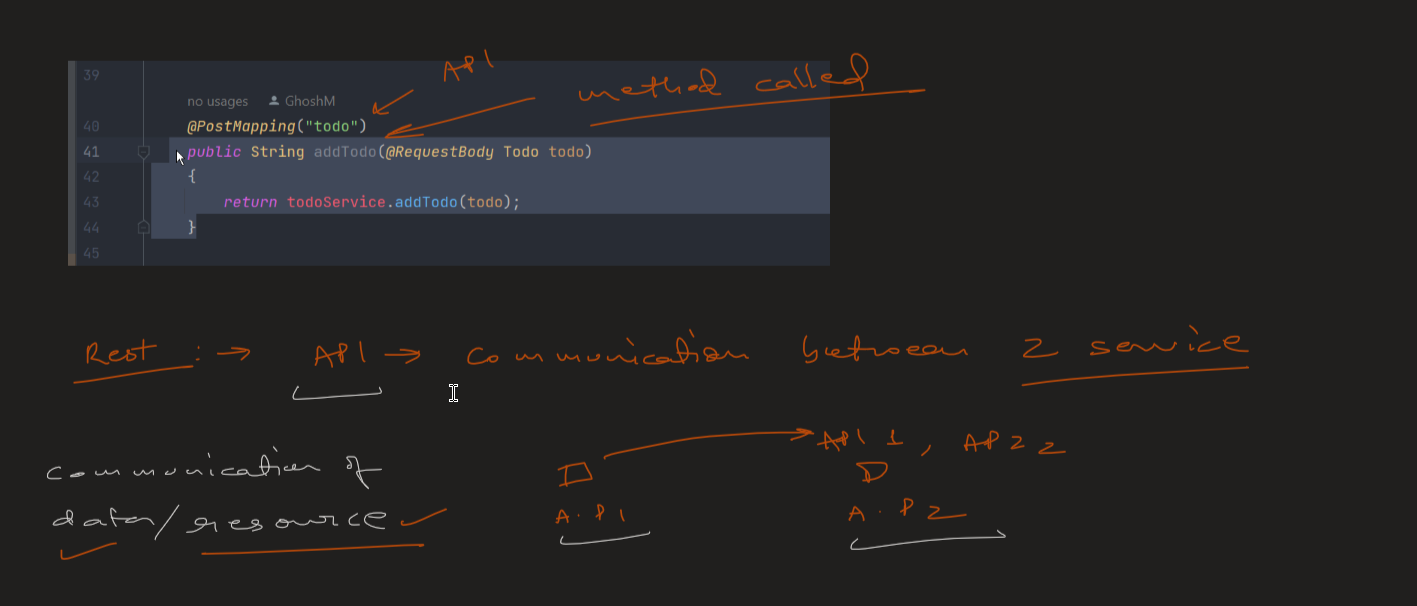 39
API
method called
no usages GhoshM
40 @PostMapping("todo")
41 public String addTodo(@RequestBody Todo todo)
42 {
43 return todoService.addTodo(todo);
44 }
45
Rest :→ API → communication between 2 service
API 1, AP2 2
communication of
D D
data/resource
A.P1 A.P2